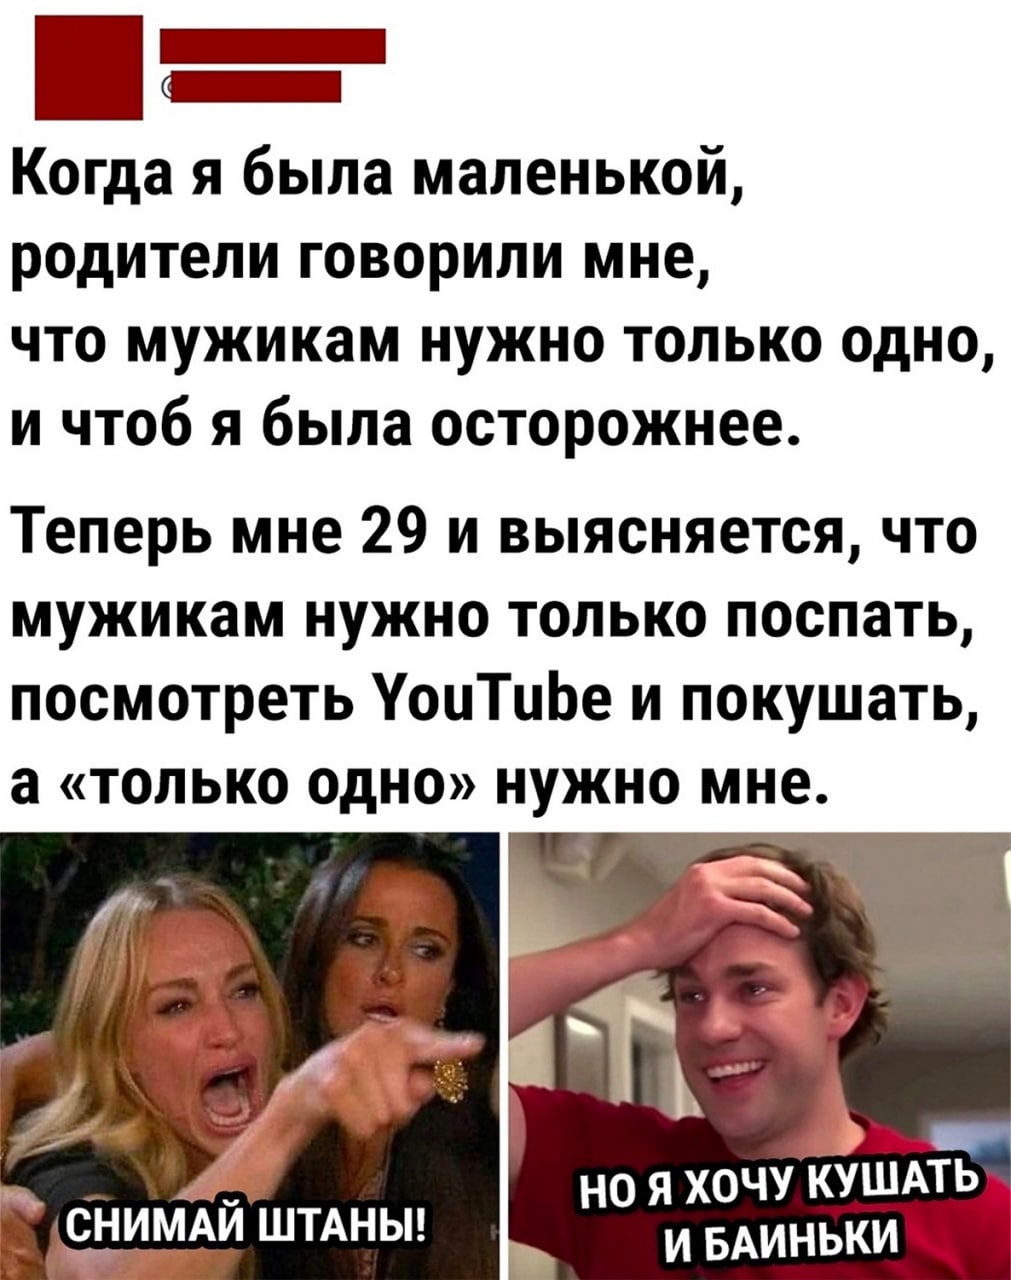 Когда я была маленькой,
родители говорили мне,
что мужикам нужно только одно,
и чтоб я была осторожнее.
Теперь мне 29 и выясняется, что
мужикам нужно только поспать,
посмотреть YouTube и покушать,
а «только одно» нужно мне.
СНИМАЙ ШТАНЫ!
НО Я ХОЧУ КУШАТЬ
И БАИНЬКИ